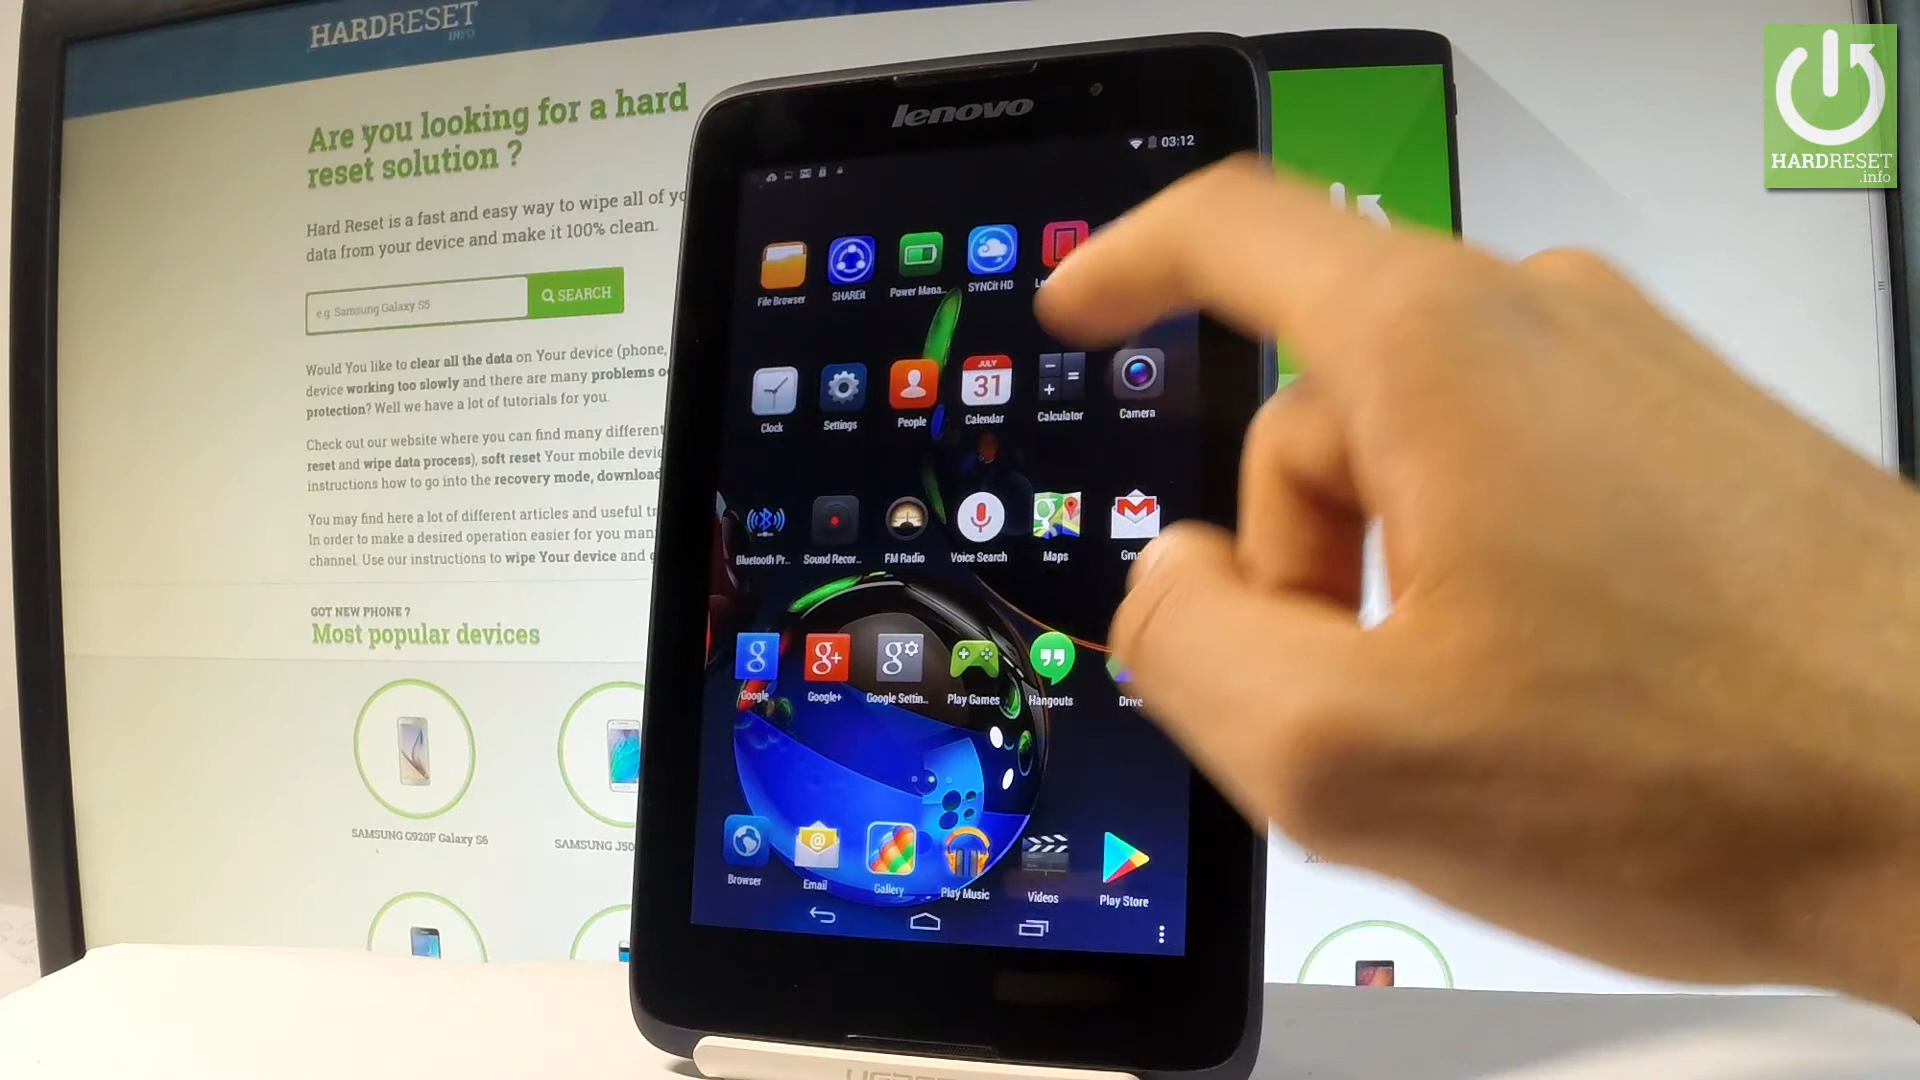 HARDRESET
INFO
Are you looking for a hard
reset solution ?
Hard Reset is a fast and easy way to wipe all of
data from your device and make it 100% clean.
e.g. Samsung Galaxy S5
SEARCH
Would You like to clear all the data on Your device (phone,
device working too slowly and there are many problems
protection? Well we have a lot of tutorials for you.
Check out our website where you can find many different
reset and wipe data process), soft reset Your mobile
instructions how to go into the recovery mode, download
You may find here a lot of different articles and useful
In order to make a desired operation easier for you
channel. Use our instructions to wipe Your device and
GOT NEW PHONE ?
Most popular devices
SAMSUNG G920F Galaxy S6
SAMSUNG J50
lenovo
03:12
File Browser
SHAREit
Power Mana..
SYNCit HD
Clock
Settings
People
JULY
31
Calendar
Calculator
Camera
Bluetooth Pr..
Sound Recor..
FM Radio
Voice Search
Maps
Gm
Google
Google+
Google Settin..
Play Games
Hangouts
Drive
Browser
Email
Gallery
Play Music
Videos
Play Store
HARDRESET
.info